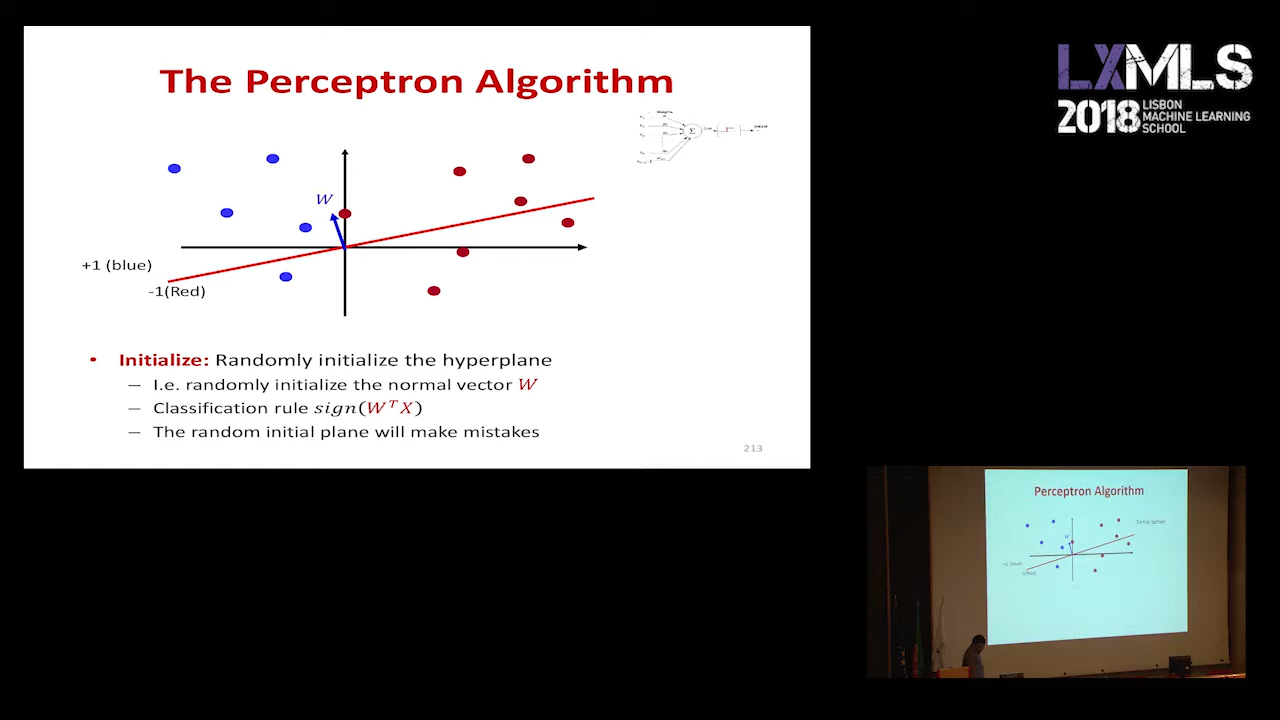 The Perceptron Algorithm
W
+1 (blue)
-1(Red)
• Initialize: Randomly initialize the hyperplane
– I.e. randomly initialize the normal vector W
– Classification rule sign(WᵀX)
– The random initial plane will make mistakes
213
LXMLS
2018 LISBON
MACHINE LEARNING
SCHOOL
Perceptron Algorithm
Initialization
W
+1 (blue)
-1(Red)